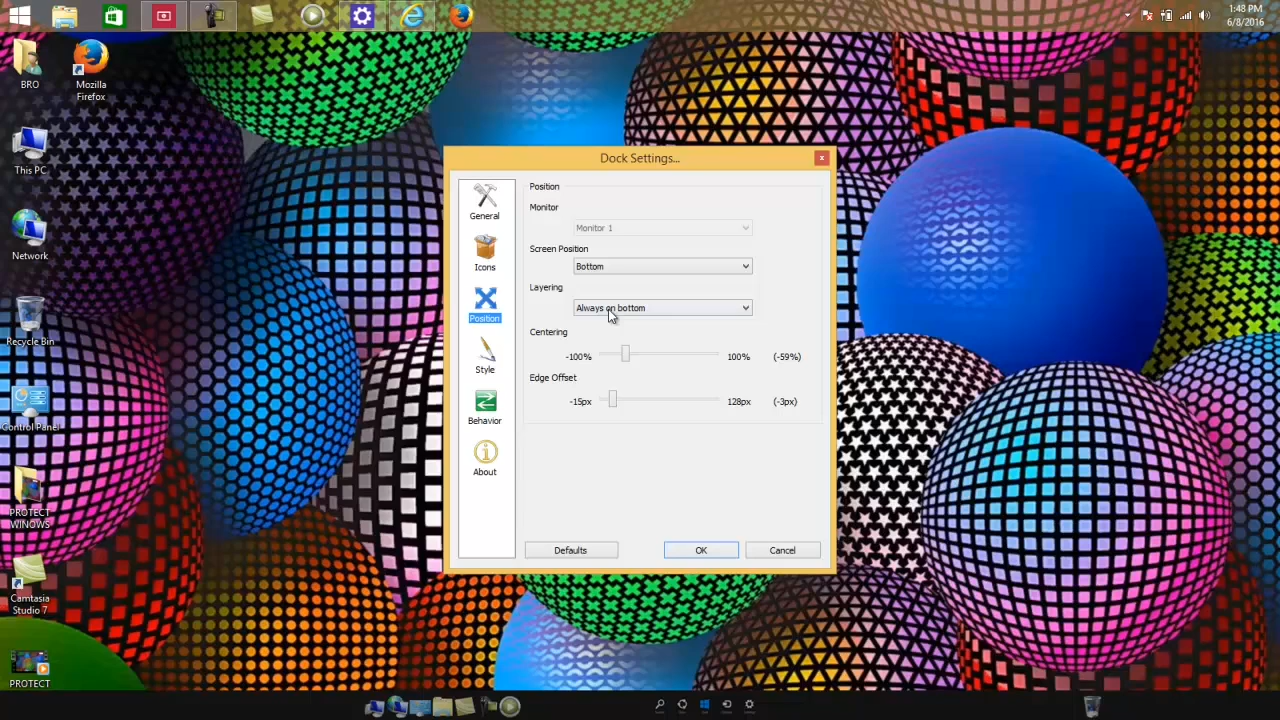 1:48 PM
6/8/2016
BRO
Mozilla
Firefox
This PC
Network
Recycle Bin
Control Panel
PROTECT
WINOWS
Camtasia
Studio 7
PROTECT
Dock Settings...
x
General
Icons
Position
Style
Behavior
About
Position
Monitor
Monitor 1
Screen Position
Bottom
Layering
Always on bottom
Centering
-100% 100% (-59%)
Edge Offset
-15px 128px (-3px)
Defaults OK Cancel